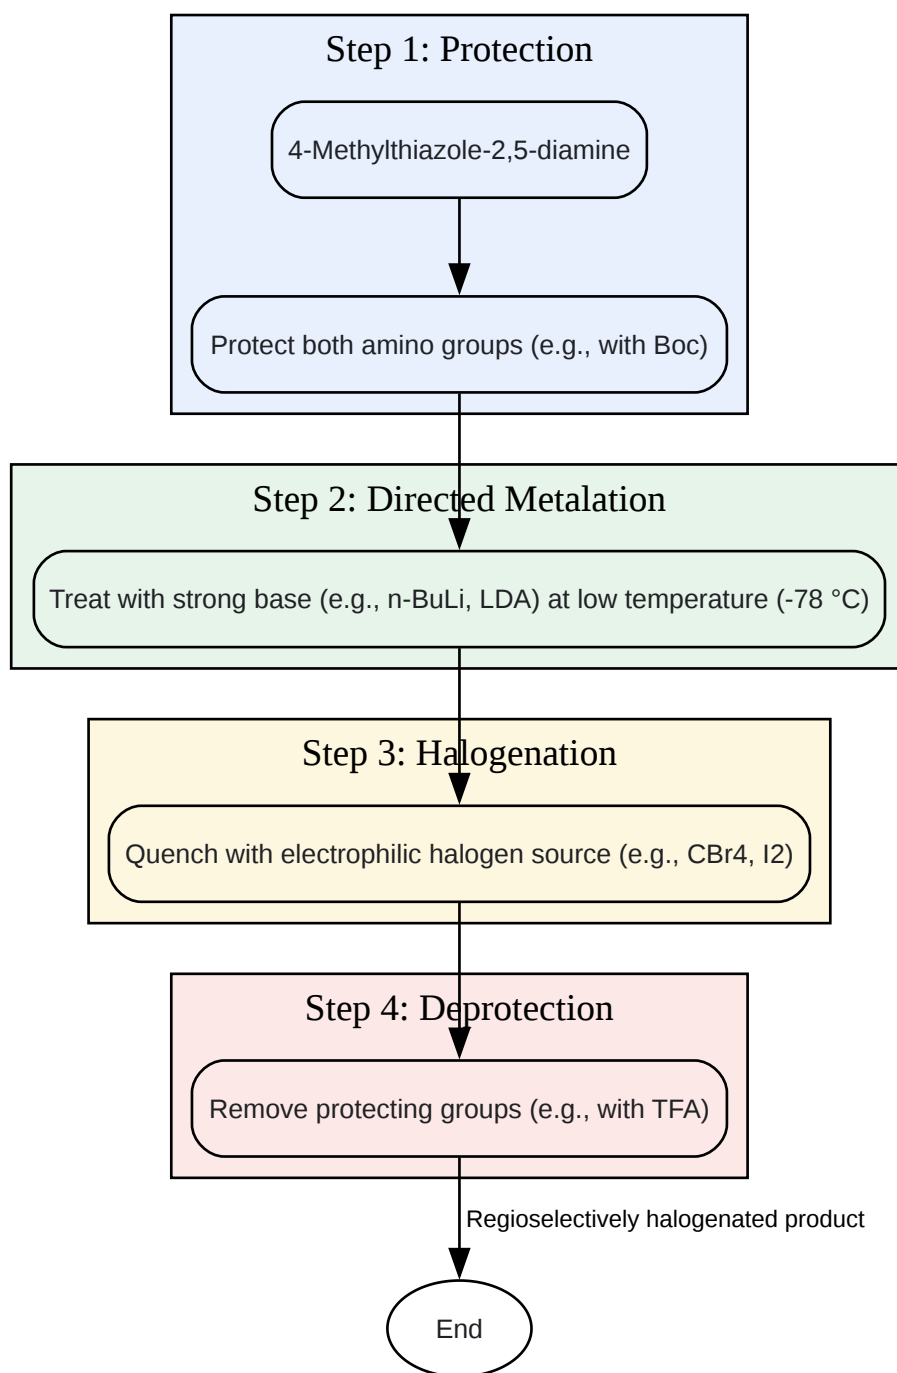 Step 1: Protection
4-Methylthiazole-2,5-diamine
Protect both amino groups (e.g., with Boc)
Step 2: Directed Metalation
Treat with strong base (e.g., n-BuLi, LDA) at low temperature (-78 °C)
Step 3: Halogenation
Quench with electrophilic halogen source (e.g., CBr4, I2)
Step 4: Deprotection
Remove protecting groups (e.g., with TFA)
Regioselectively halogenated product
End